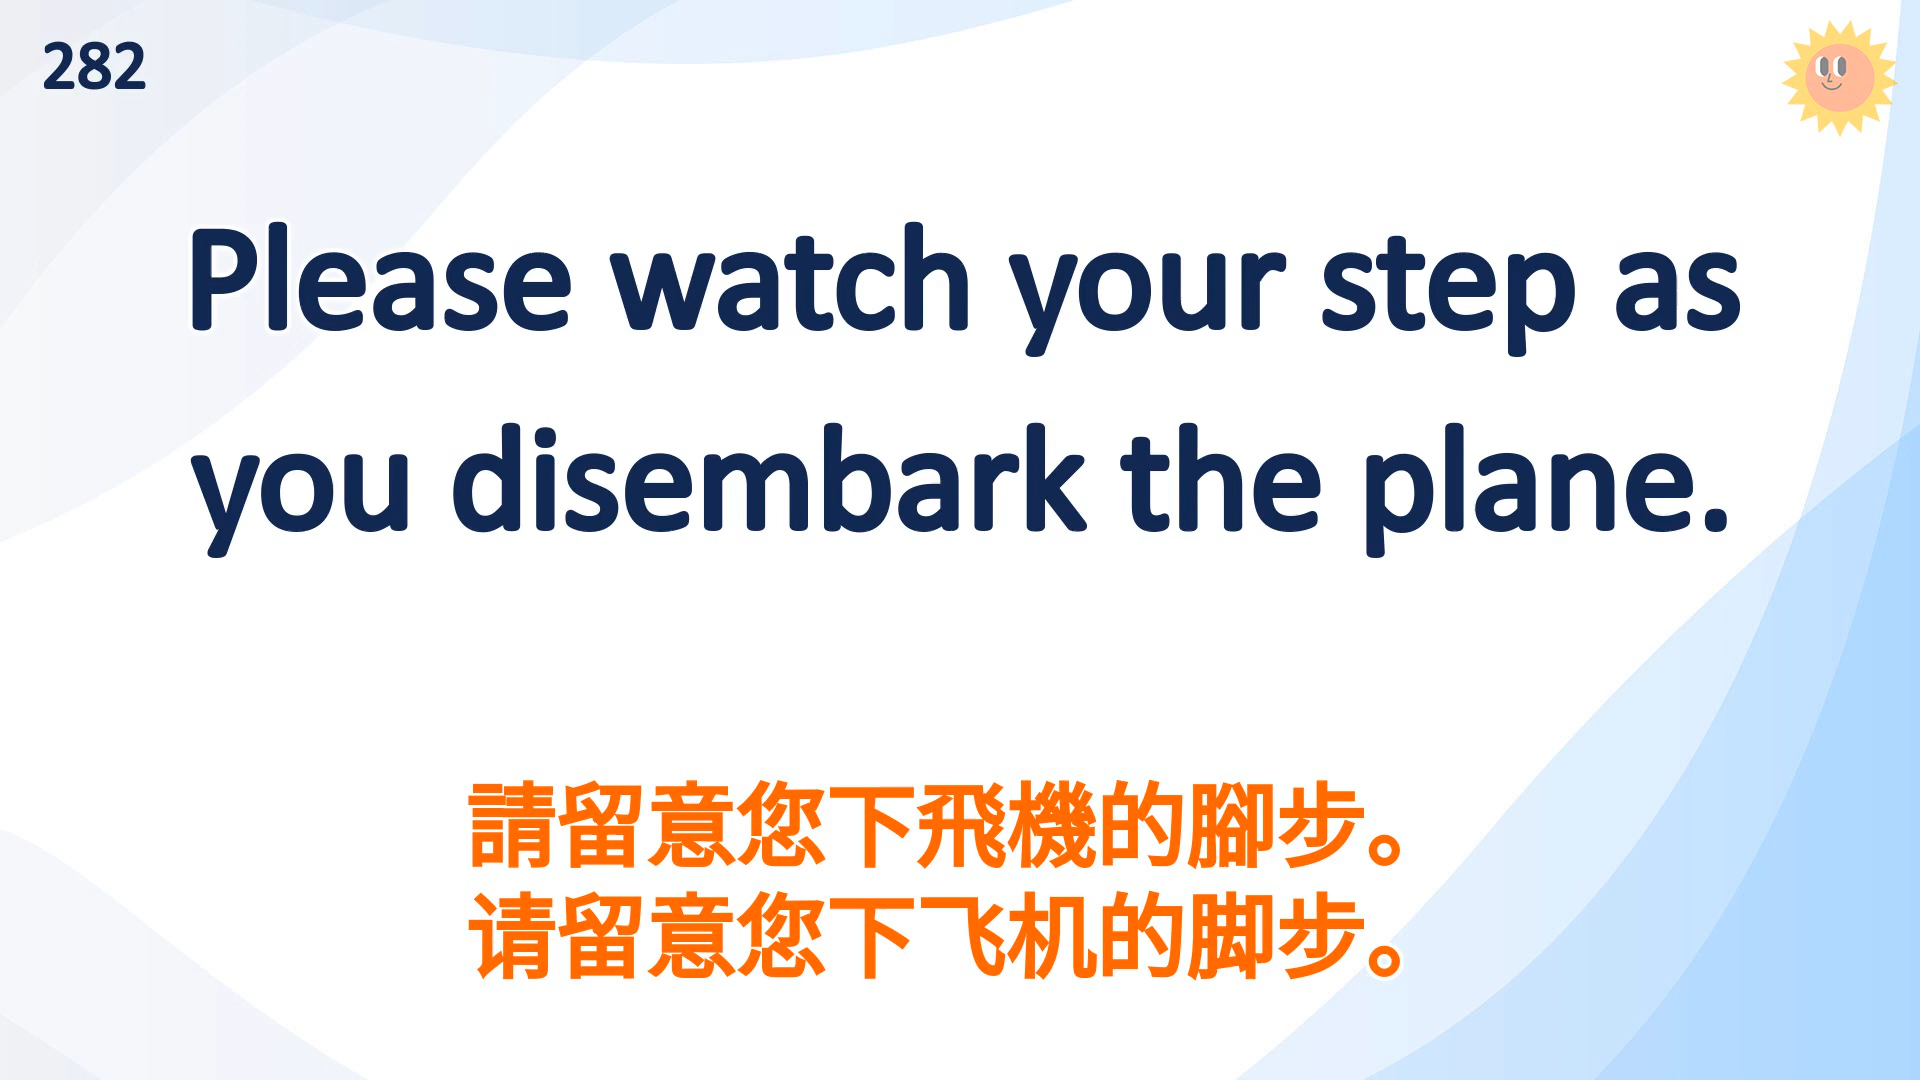 282
Please watch your step as
you disembark the plane.
請留意您下飛機的腳步。
请留意您下飞机的脚步。